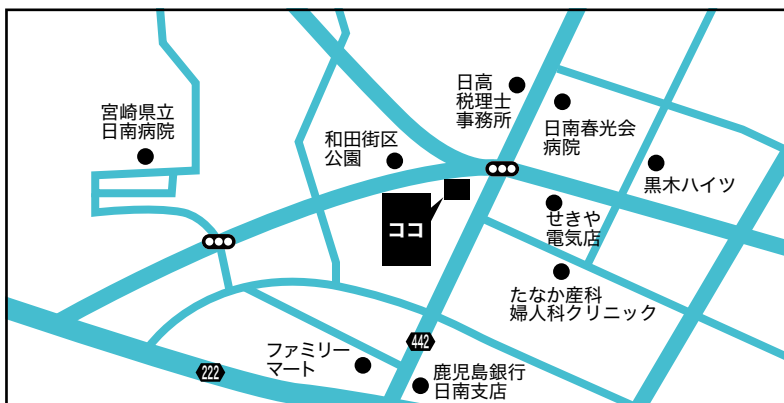 日高
税理士
事務所
宮崎県立
日南病院
日南春光会
病院
和田街区
公園
黒木ハイツ
ココ
せきや
電気店
たなか産科
婦人科クリニック
442
ファミリー
マート
222
鹿児島銀行
日南支店